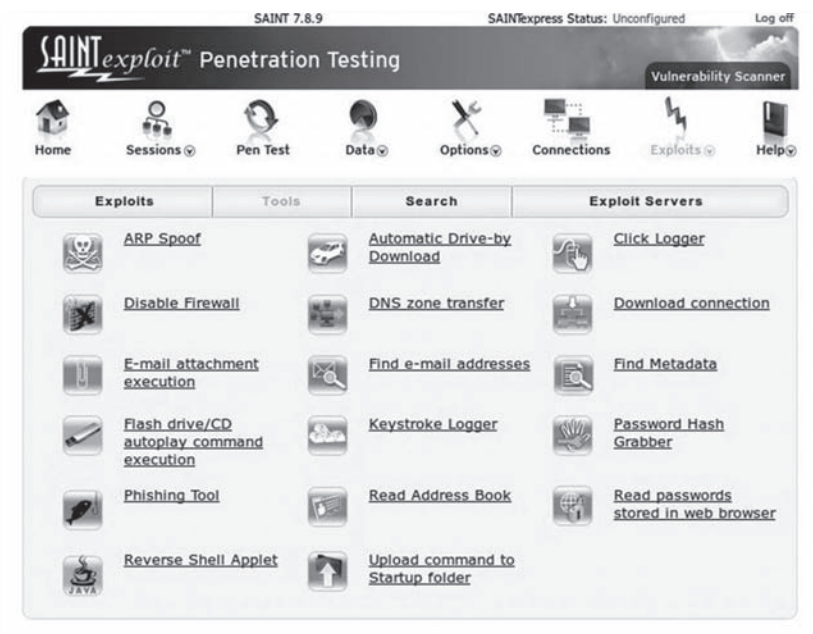 SAINT 7.8.9 SAINTexpress Status: Unconfigured Log off
SAINTexploit™ Penetration Testing
Vulnerability Scanner
Home Sessions Pen Test Data Options Connections Exploits Help
Exploits Tools Search Exploit Servers
ARP Spoof
Automatic Drive-by
Download
Click Logger
Disable Firewall
DNS zone transfer
Download connection
E-mail attachment
execution
Find e-mail addresses
Find Metadata
Flash drive/CD
autoplay command
execution
Keystroke Logger
Password Hash
Grabber
Phishing Tool
Read Address Book
Read passwords
stored in web browser
JAVA
Reverse Shell Applet
Upload command to
Startup folder